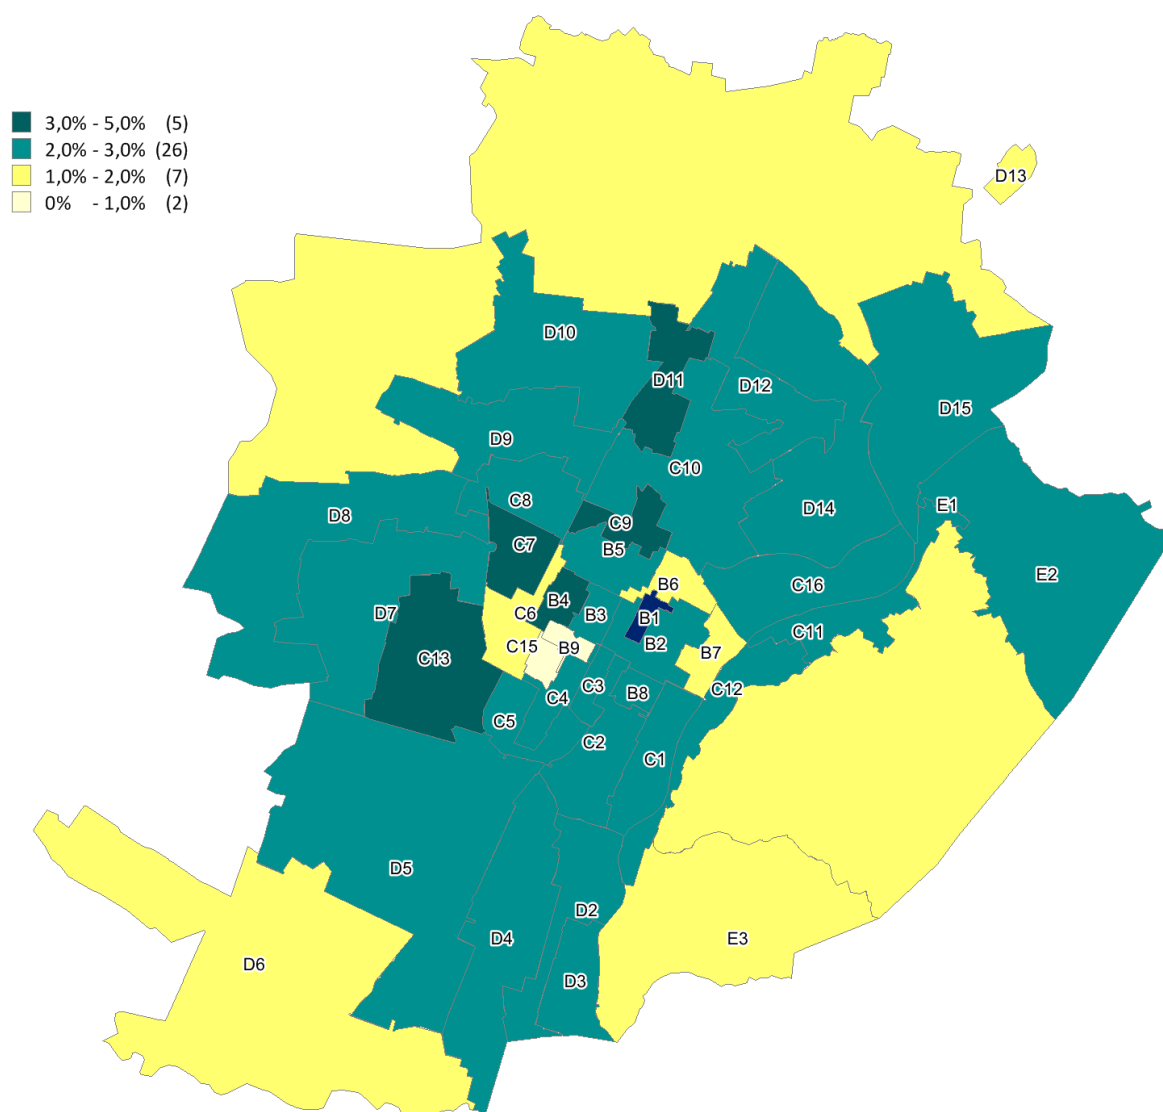 3,0% - 5,0% (5)
2,0% - 3,0% (26)
1,0% - 2,0% (7)
0% - 1,0% (2)
D13
D10
D11
D12
D15
D9
C10
C8
D14
E1
D8
C9
C7
B5
E2
B6
C16
B4
D7
C6
B3
B1
C11
C15
B9
B2
B7
C13
C3
C12
C4
B8
C5
C2
C1
D5
D2
D4
E3
D6
D3